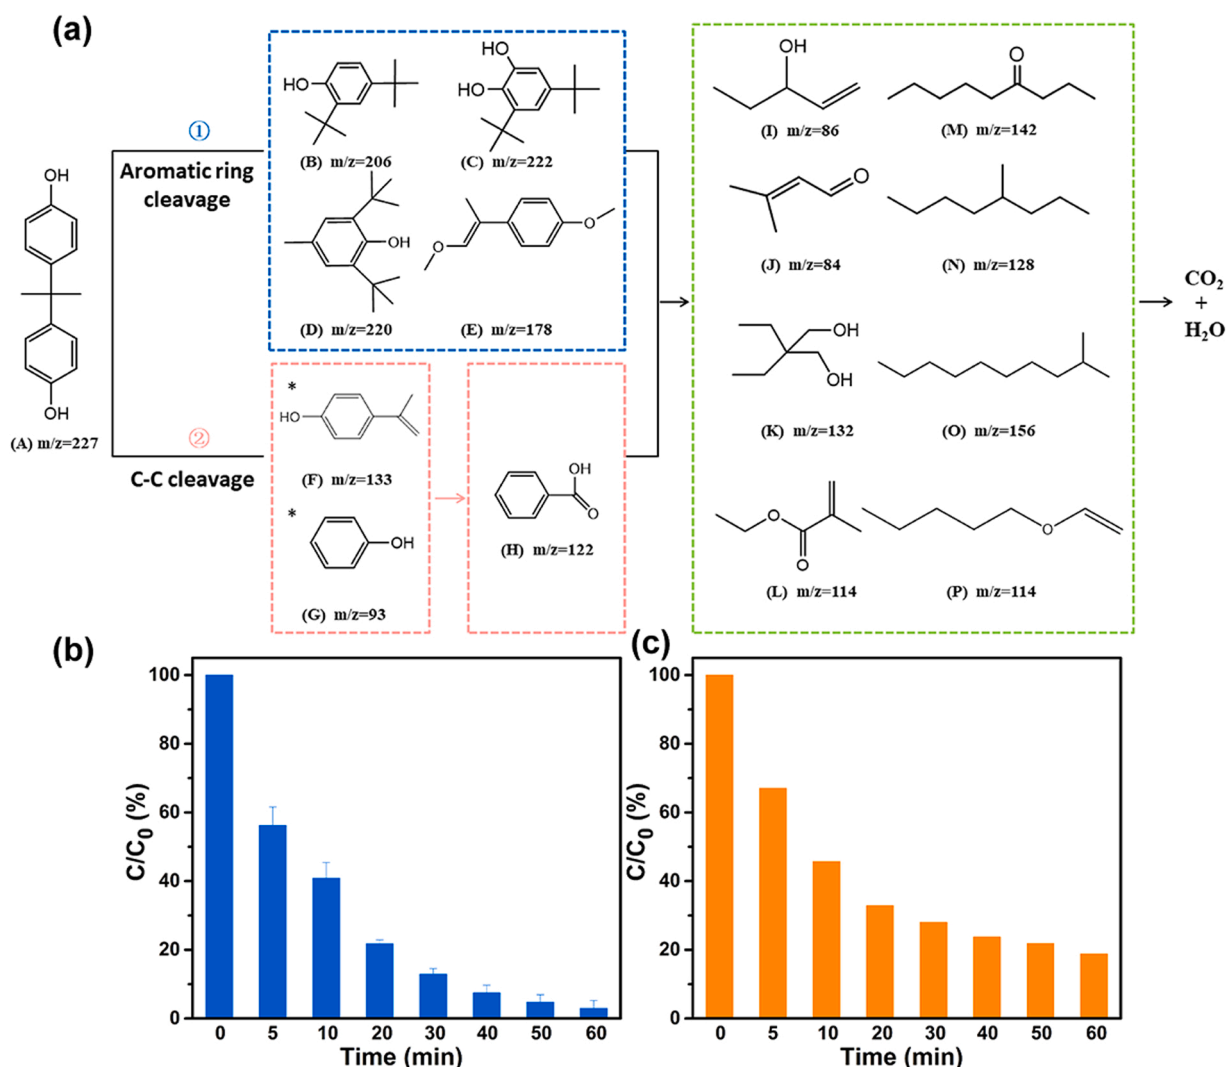 (a)
①
Aromatic ring
cleavage
②
C-C cleavage
OH
OH
(A) m/z=227
HO
(B) m/z=206
HO
HO
(C) m/z=222
OH
(D) m/z=220
O
O
(E) m/z=178
*
HO
(F) m/z=133
*
OH
(G) m/z=93
OH
O
(H) m/z=122
OH
(I) m/z=86
O
(M) m/z=142
O
(J) m/z=84
(N) m/z=128
OH
OH
(K) m/z=132
(O) m/z=156
O
O
(L) m/z=114
O
(P) m/z=114
CO2
+
H2O
(b)
C/C0 (%)
100
80
60
40
20
0
0 5 10 20 30 40 50 60
Time (min)
(c)
C/C0 (%)
100
80
60
40
20
0
0 5 10 20 30 40 50 60
Time (min)